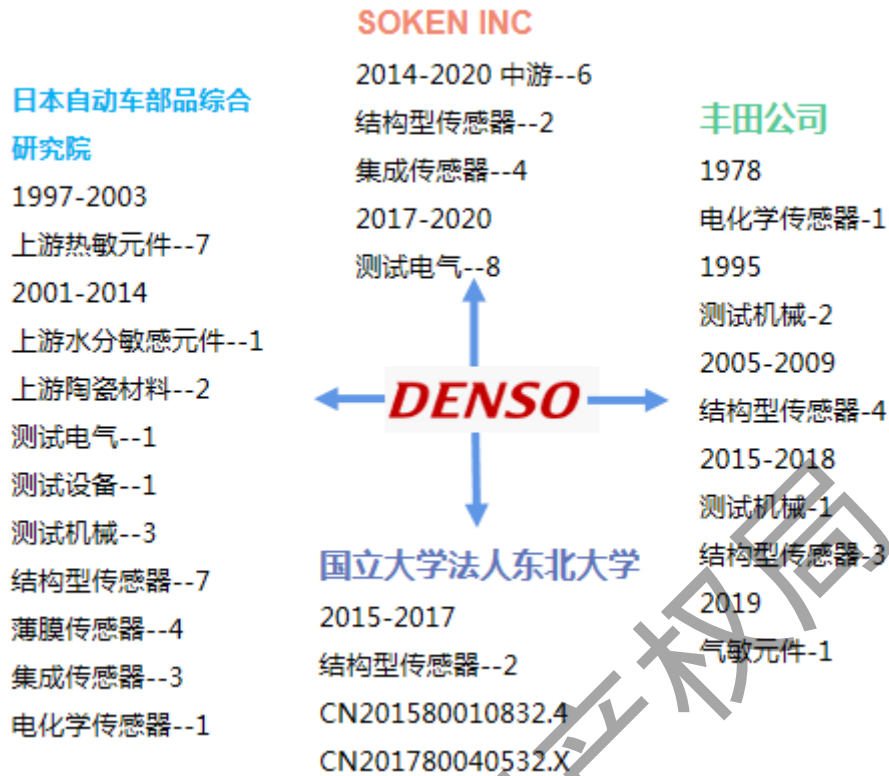 SOKEN INC
2014-2020 中游--6
结构型传感器--2
集成传感器--4
2017-2020
测试电气--8
日本自动车部品综合
研究院
1997-2003
上游热敏元件--7
2001-2014
上游水分敏感元件--1
上游陶瓷材料--2
测试电气--1
测试设备--1
测试机械--3
结构型传感器--7
薄膜传感器--4
集成传感器--3
电化学传感器--1
DENSO
丰田公司
1978
电化学传感器-1
1995
测试机械-2
2005-2009
结构型传感器-4
2015-2018
测试机械-1
结构型传感器-3
2019
气敏元件-1
国立大学法人东北大学
2015-2017
结构型传感器--2
CN201580010832.4
CN201780040532.X
产权局